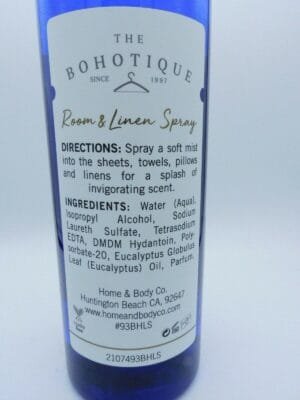 THE
BOHOTIQUE
SINCE 1997
Room & Linen Spray
DIRECTIONS: Spray a soft mist
into the sheets, towels, pillows
and linens for a splash of
invigorating scent.
INGREDIENTS: Water (Aqua),
Isopropyl Alcohol, Sodium
Laureth Sulfate, Tetrasodium
EDTA, DMDM Hydantoin, Poly-
sorbate-20, Eucalyptus Globulus
Leaf (Eucalyptus) Oil, Parfum.
Home & Body Co.
Huntington Beach CA, 92647
www.homeandbodyco.com
#93BHLS
2107493BHLS